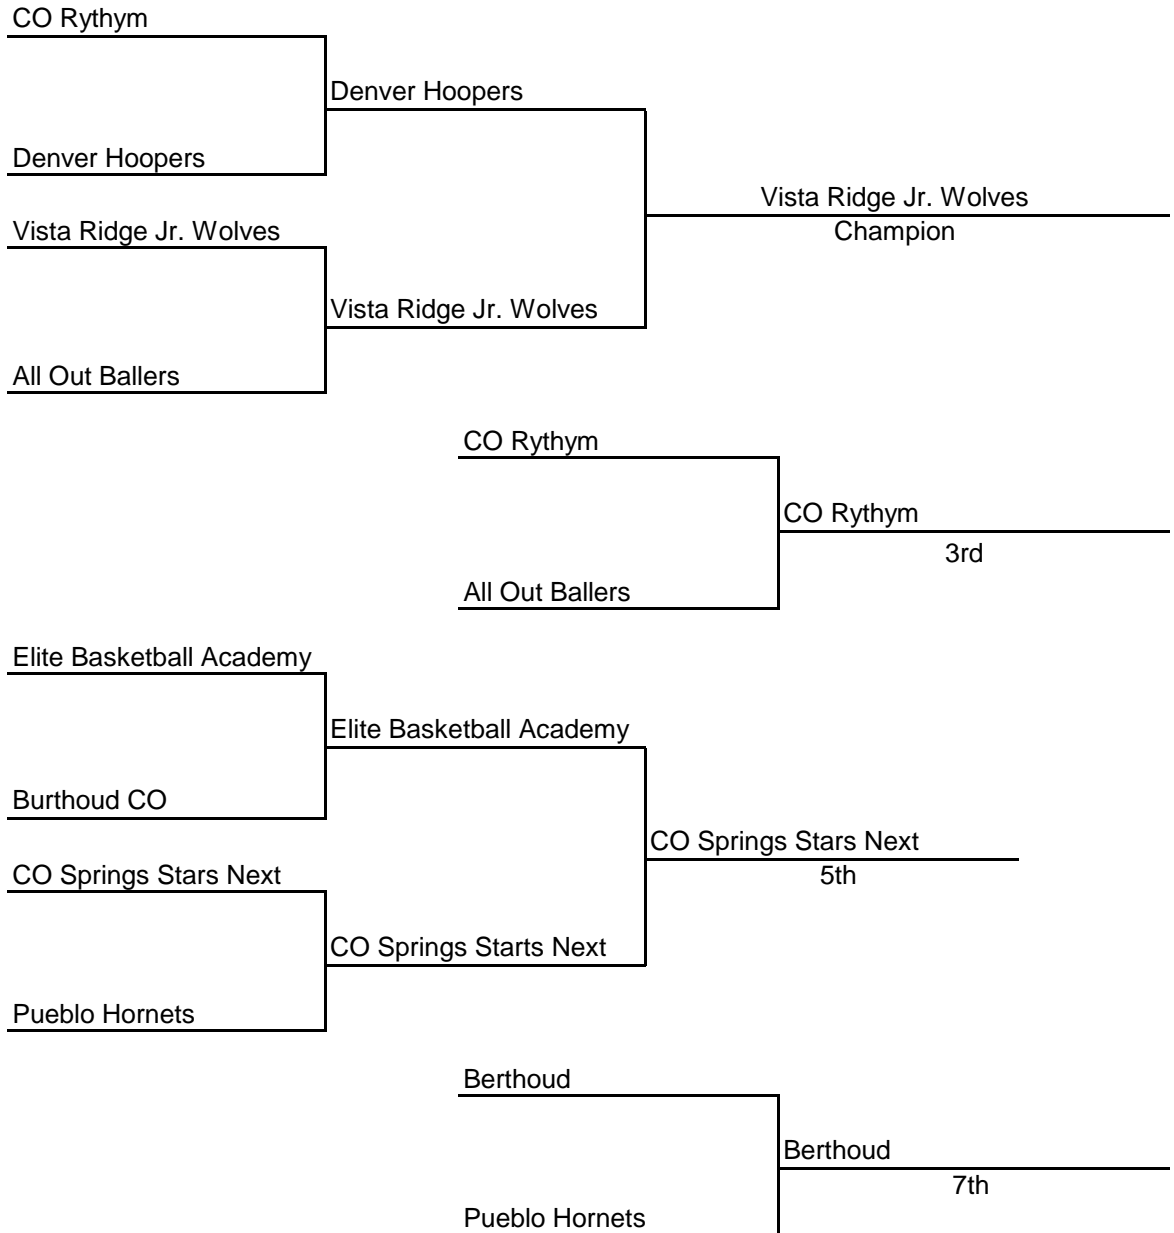 CO Rythym
Denver Hoopers
Denver Hoopers
Vista Ridge Jr. Wolves
Vista Ridge Jr. Wolves
Champion
Vista Ridge Jr. Wolves
All Out Ballers
CO Rythym
CO Rythym
3rd
All Out Ballers
Elite Basketball Academy
Elite Basketball Academy
Burthoud CO
CO Springs Stars Next
5th
CO Springs Stars Next
CO Springs Starts Next
Pueblo Hornets
Berthoud
Berthoud
7th
Pueblo Hornets